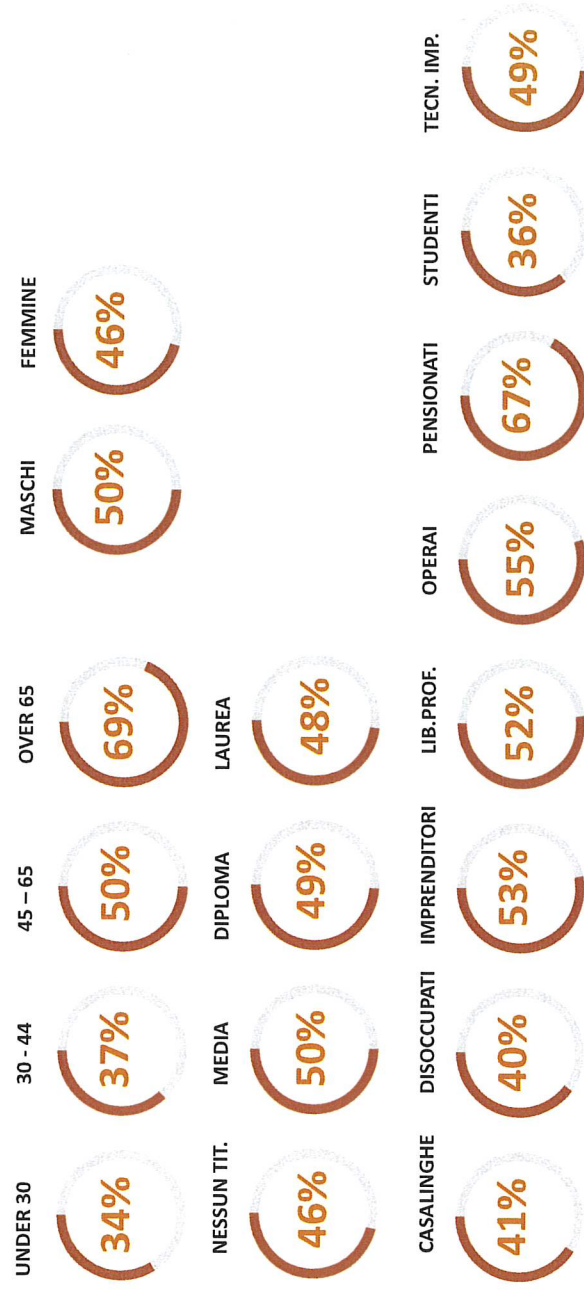 UNDER 30
30 - 44
45 – 65
OVER 65
MASCHI
FEMMINE
34%
37%
50%
69%
50%
46%
NESSUN TIT.
MEDIA
DIPLOMA
LAUREA
46%
50%
49%
48%
CASALINGHE
DISOCCUPATI
IMPRENDITORI
LIB.PROF.
OPERAI
PENSIONATI
STUDENTI
TECN. IMP.
41%
40%
53%
52%
55%
67%
36%
49%